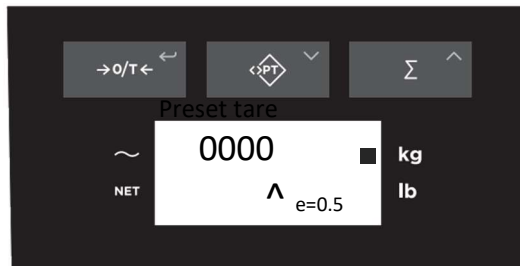 →0/T← <>PT Σ
Preset tare
0000 kg
NET ^ e=0.5 lb